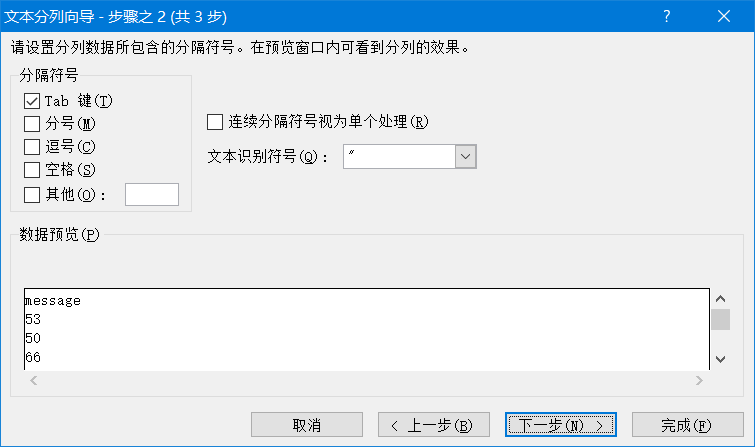 文本分列向导 - 步骤之 2 (共 3 步)
请设置分列数据所包含的分隔符号。在预览窗口内可看到分列的效果。
分隔符号
Tab 键(T)
分号(M)
逗号(C)
空格(S)
其他(O)：
连续分隔符号视为单个处理(R)
文本识别符号(Q)： "
数据预览(P)
message
53
50
66
取消
< 上一步(B)
下一步(N) >
完成(F)